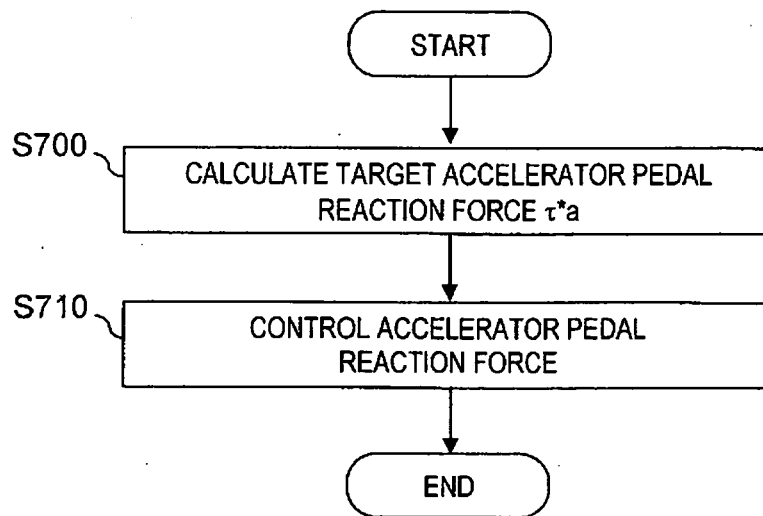 START
S700
CALCULATE TARGET ACCELERATOR PEDAL
REACTION FORCE τ*a
S710
CONTROL ACCELERATOR PEDAL
REACTION FORCE
END